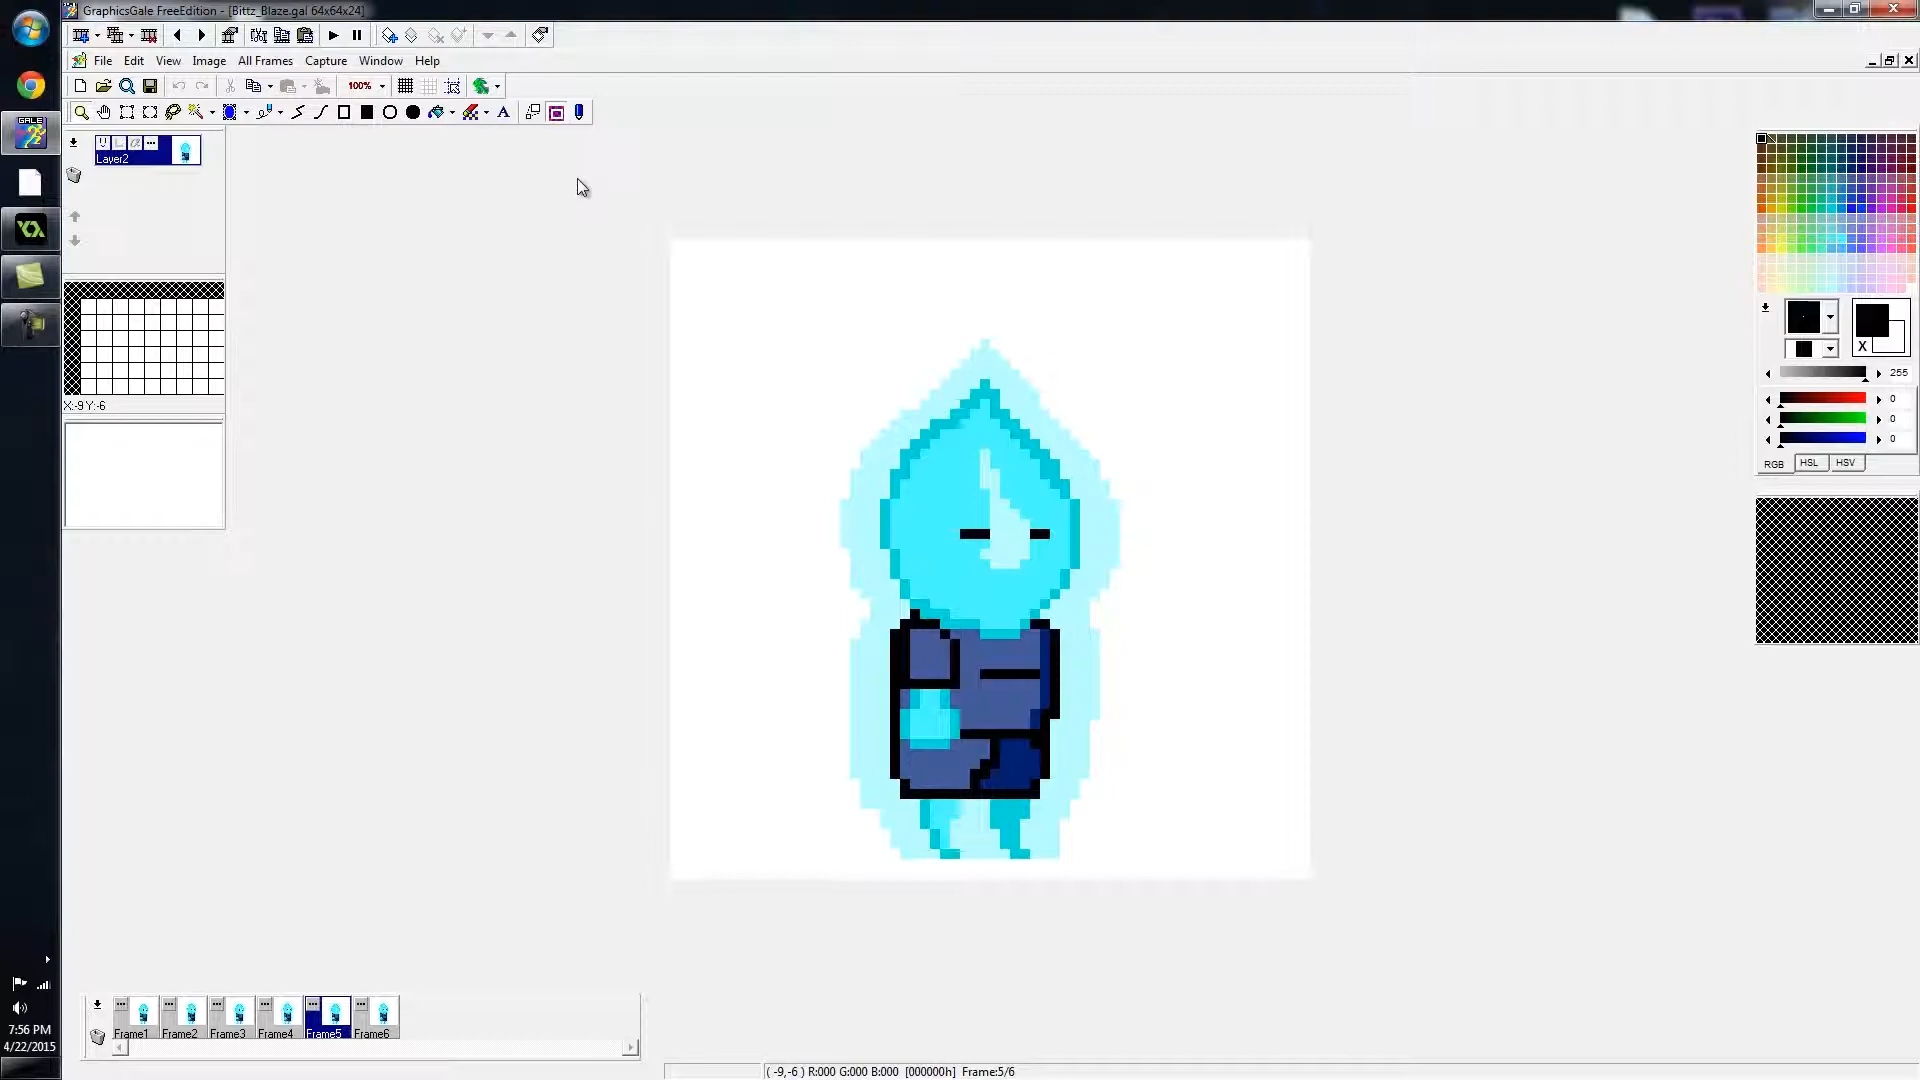 GraphicsGale FreeEdition - [Bittz_Blaze.gal 64x64x24]
File Edit View Image All Frames Capture Window Help
100%
A
Layer2
GALE
X:-9 Y:-6
X
255
0
0
0
RGB HSL HSV
Frame1 Frame2 Frame3 Frame4 Frame5 Frame6
7:56 PM
4/22/2015
( -9,-6 ) R:000 G:000 B:000 [000000h] Frame:5/6